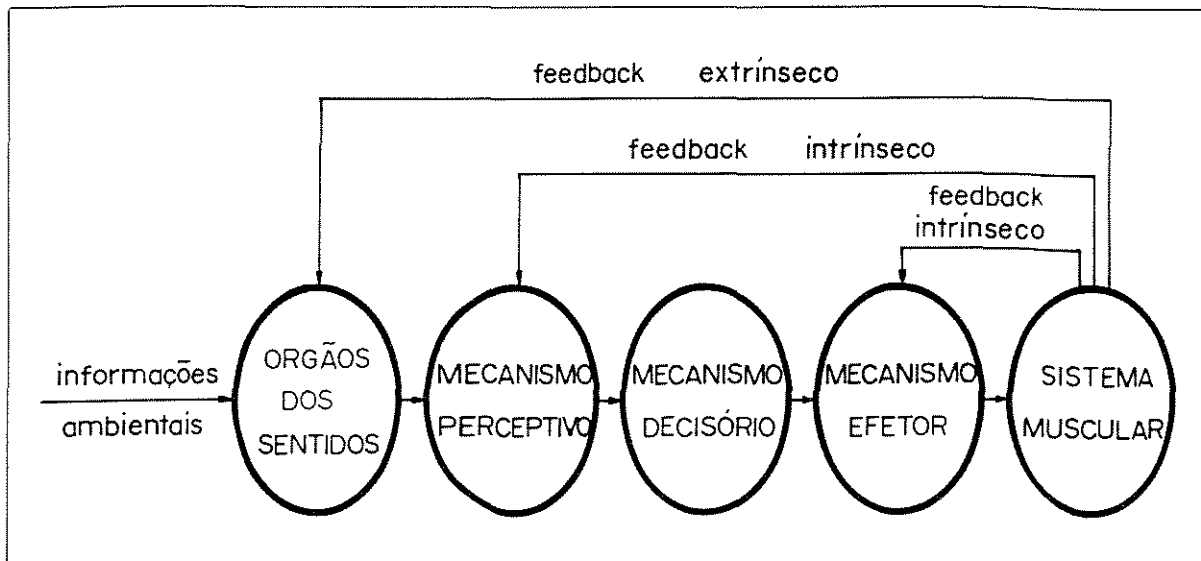 feedback extrínseco
feedback intrínseco
feedback
intrínseco
informações
ambientais
ORGÃOS
DOS
SENTIDOS
MECANISMO
PERCEPTIVO
MECANISMO
DECISÓRIO
MECANISMO
EFETOR
SISTEMA
MUSCULAR